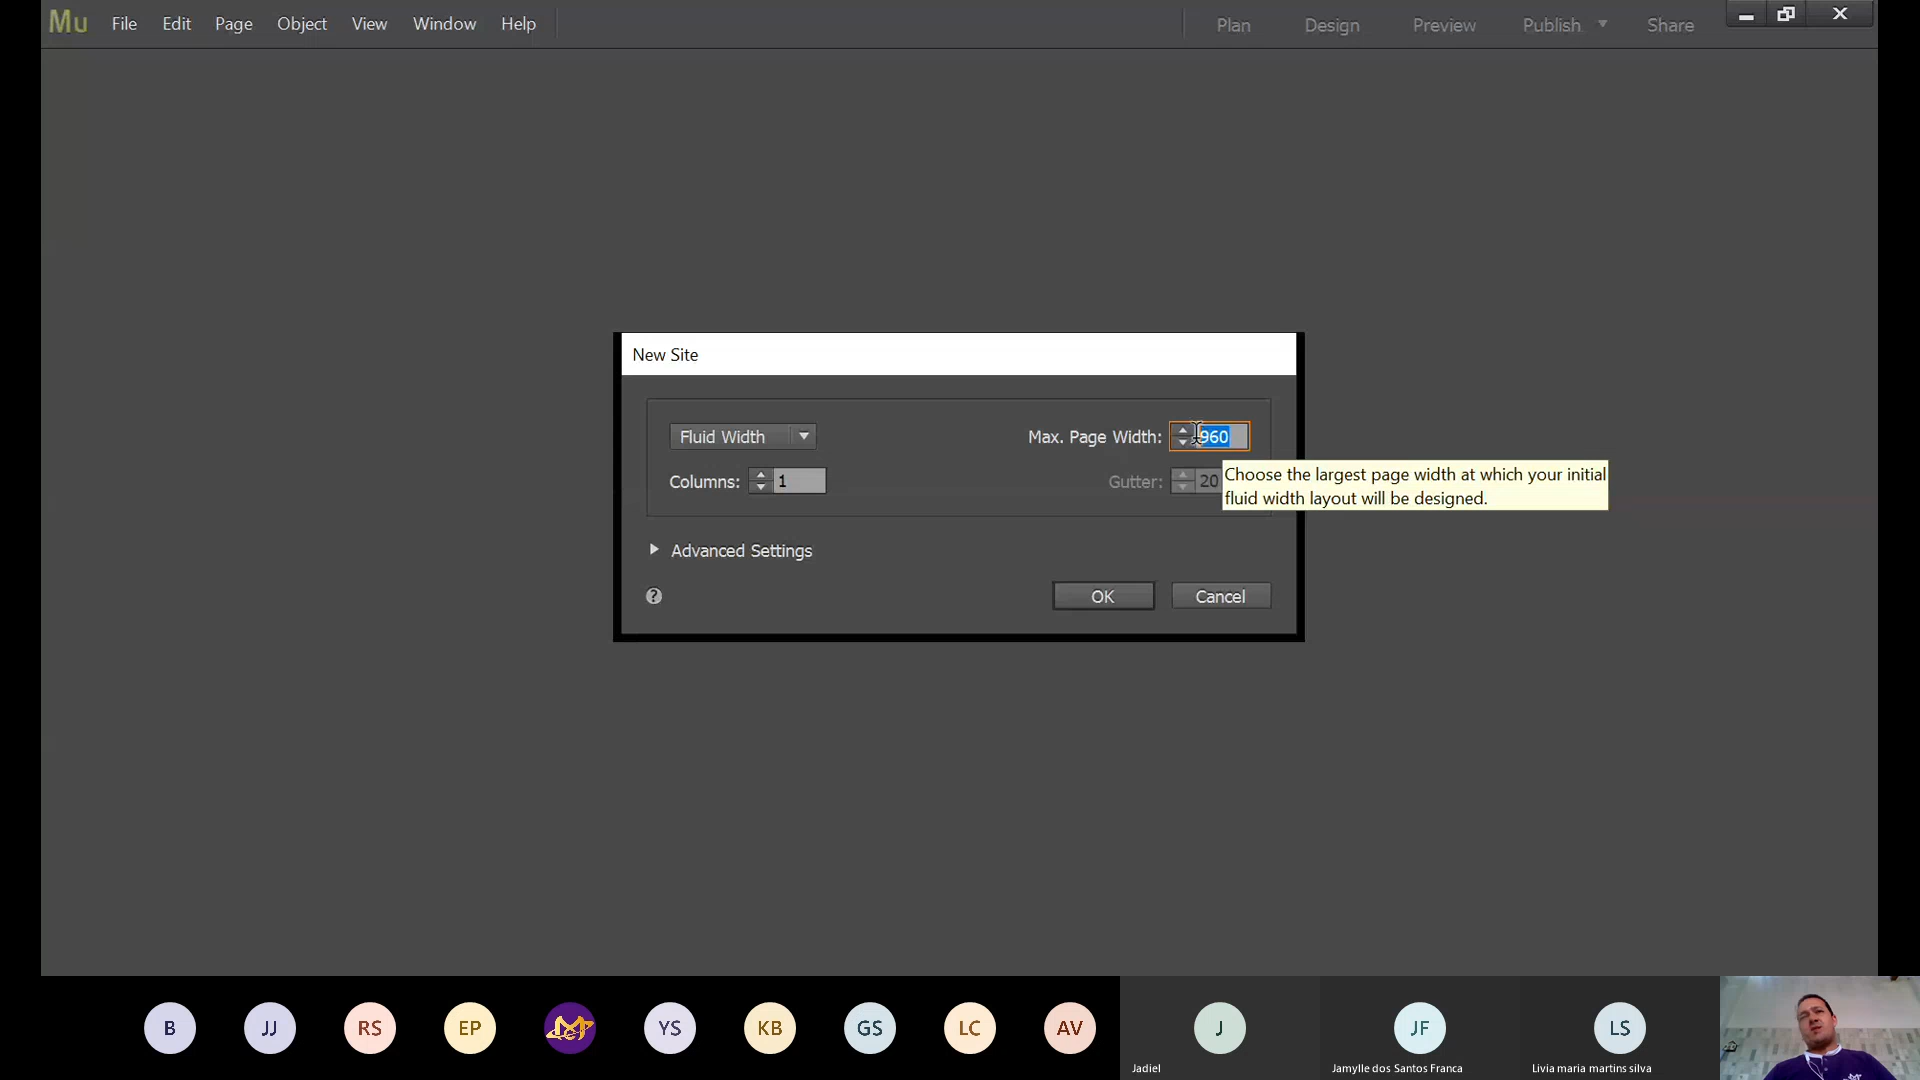 Mu File Edit Page Object View Window Help Plan Design Preview Publish Share
New Site
Fluid Width Max. Page Width: 960
Columns: 1 Gutter: 20
Choose the largest page width at which your initial
fluid width layout will be designed.
Advanced Settings
? OK Cancel
B JJ RS EP YS KB GS LC AV J JF LS
Jadiel Jamylle dos Santos Franca Livia maria martins silva